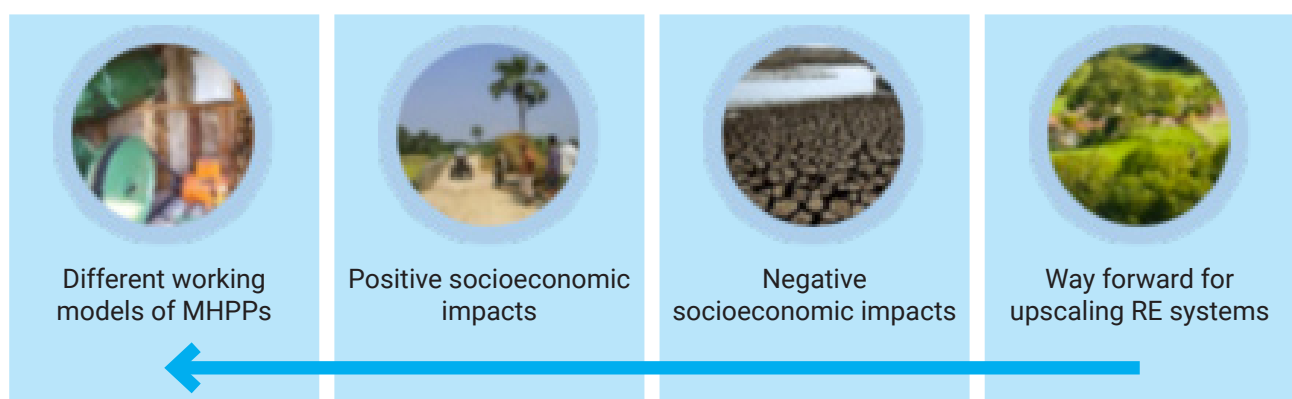 Different working
models of MHPPs
Positive socioeconomic
impacts
Negative
socioeconomic impacts
Way forward for
upscaling RE systems